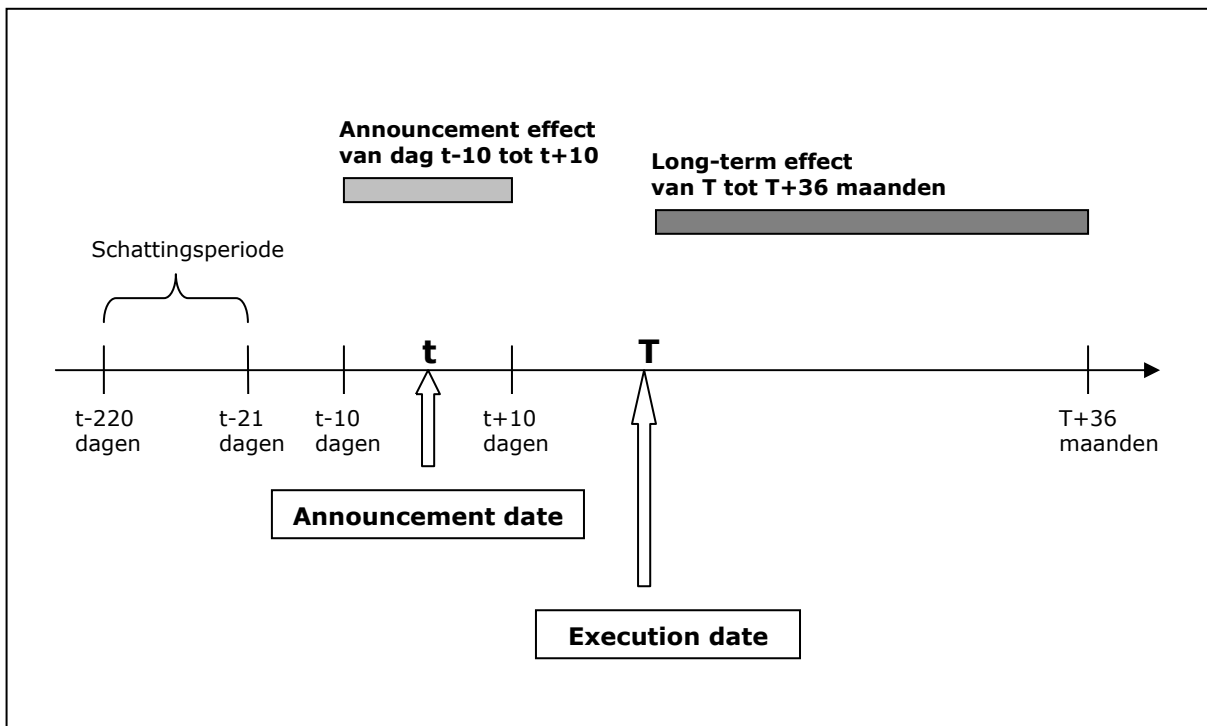 Announcement effect
van dag t-10 tot t+10
Long-term effect
van T tot T+36 maanden
Schattingsperiode
t
T
t-220
dagen
t-21
dagen
t-10
dagen
t+10
dagen
T+36
maanden
Announcement date
Execution date